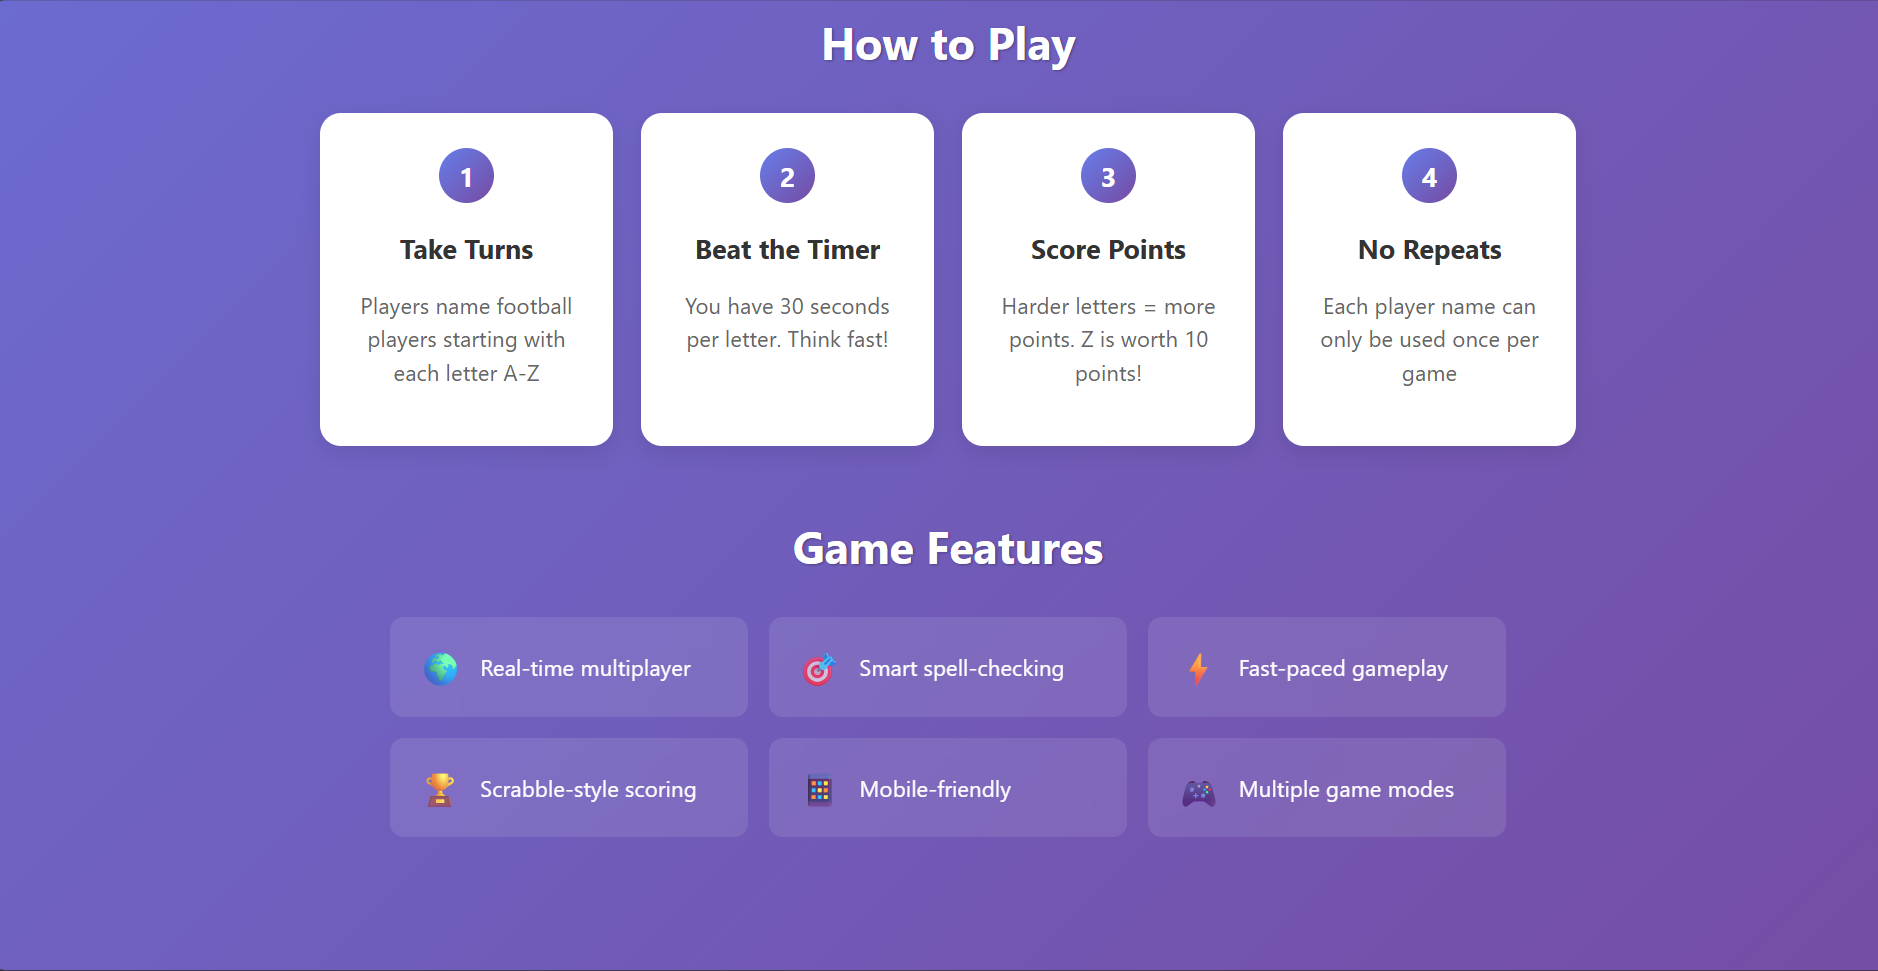 How to Play
1
Take Turns
Players name football
players starting with
each letter A-Z
2
Beat the Timer
You have 30 seconds
per letter. Think fast!
3
Score Points
Harder letters = more
points. Z is worth 10
points!
4
No Repeats
Each player name can
only be used once per
game
Game Features
Real-time multiplayer
Smart spell-checking
Fast-paced gameplay
Scrabble-style scoring
Mobile-friendly
Multiple game modes